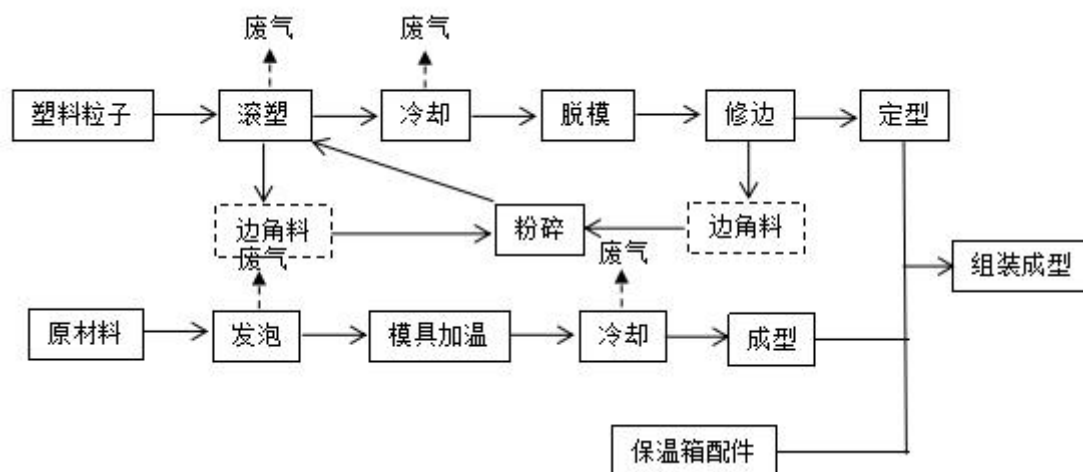 废气 废气
塑料粒子 滚塑 冷却 脱模 修边 定型
边角料 粉碎 边角料
废气 废气
组装成型
原材料 发泡 模具加温 冷却 成型
保温箱配件